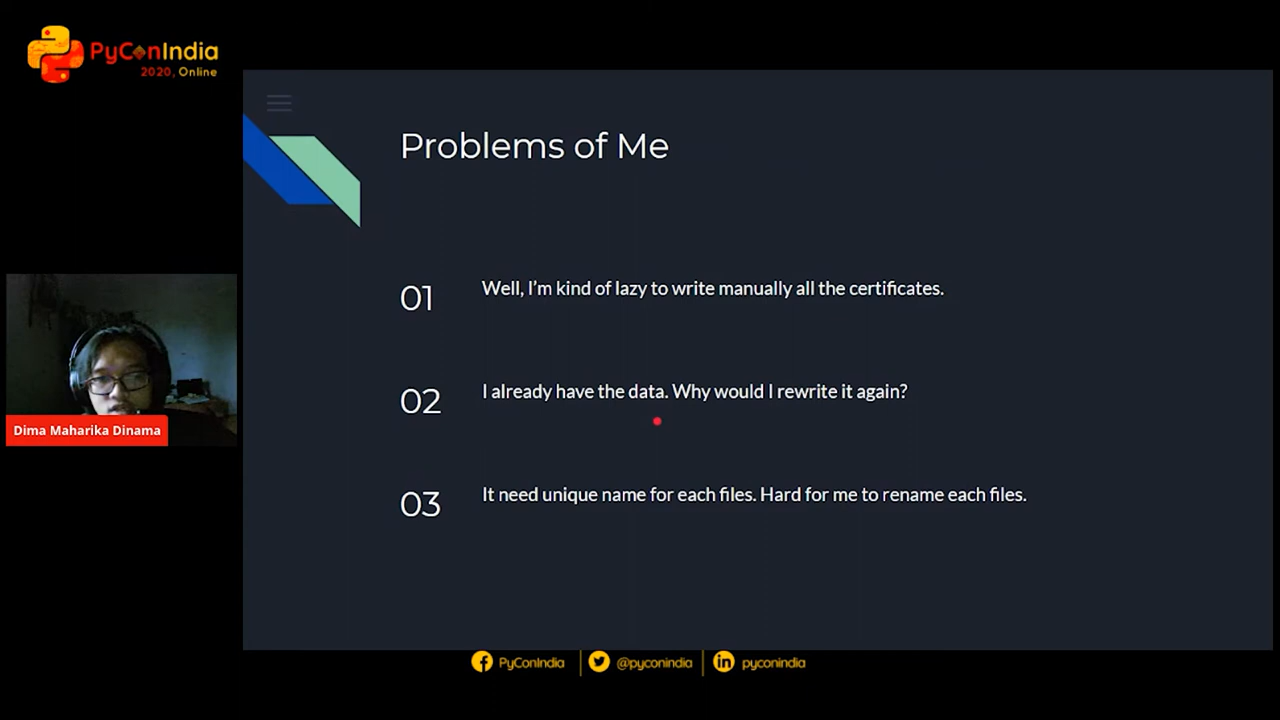 PyConIndia
2020, Online
Problems of Me
01
Well, I'm kind of lazy to write manually all the certificates.
02
I already have the data. Why would I rewrite it again?
03
It need unique name for each files. Hard for me to rename each files.
Dima Maharika Dinama
PyConIndia
@pyconindia
pyconindia